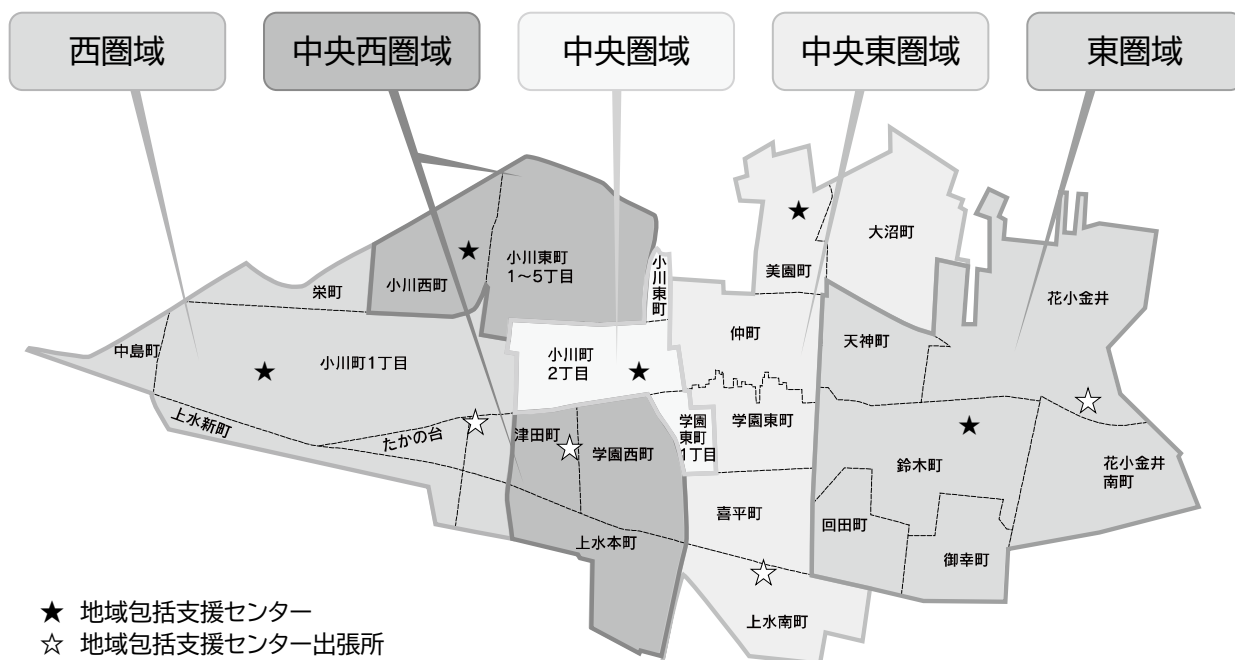 西圏域
中央西圏域
中央圏域
中央東圏域
東圏域
大沼町
小川東町
1〜5丁目
小川東町
美園町
花小金井
栄町
小川西町
仲町
天神町
中島町
小川町1丁目
小川町
2丁目
上水新町
たかの台
津田町
学園西町
学園
東町
1丁目
学園東町
鈴木町
花小金井
南町
喜平町
回田町
上水本町
御幸町
上水南町
★ 地域包括支援センター
☆ 地域包括支援センター出張所